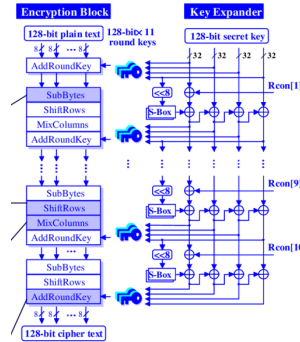 Encryption Block
Key Expander
128-bit plain text
128-bit× 11
round keys
128-bit secret key
8 8 ••• 8
32 32 32 32
AddRoundKey
<<8
Rcon[1]
SubBytes
ShiftRows
MixColumns
AddRoundKey
S-Box
SubBytes
ShiftRows
MixColumns
AddRoundKey
<<8
Rcon[9]
S-Box
SubBytes
ShiftRows
AddRoundKey
<<8
Rcon[10
S-Box
8 8 ••• 8
128-bit cipher text